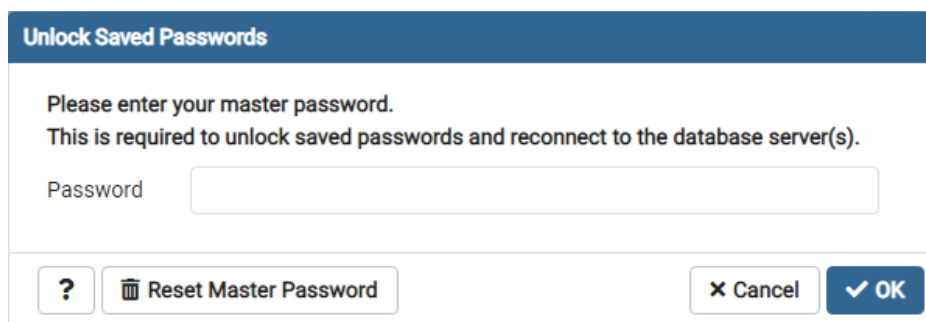 Unlock Saved Passwords
Please enter your master password.
This is required to unlock saved passwords and reconnect to the database server(s).
Password
? Reset Master Password Cancel OK